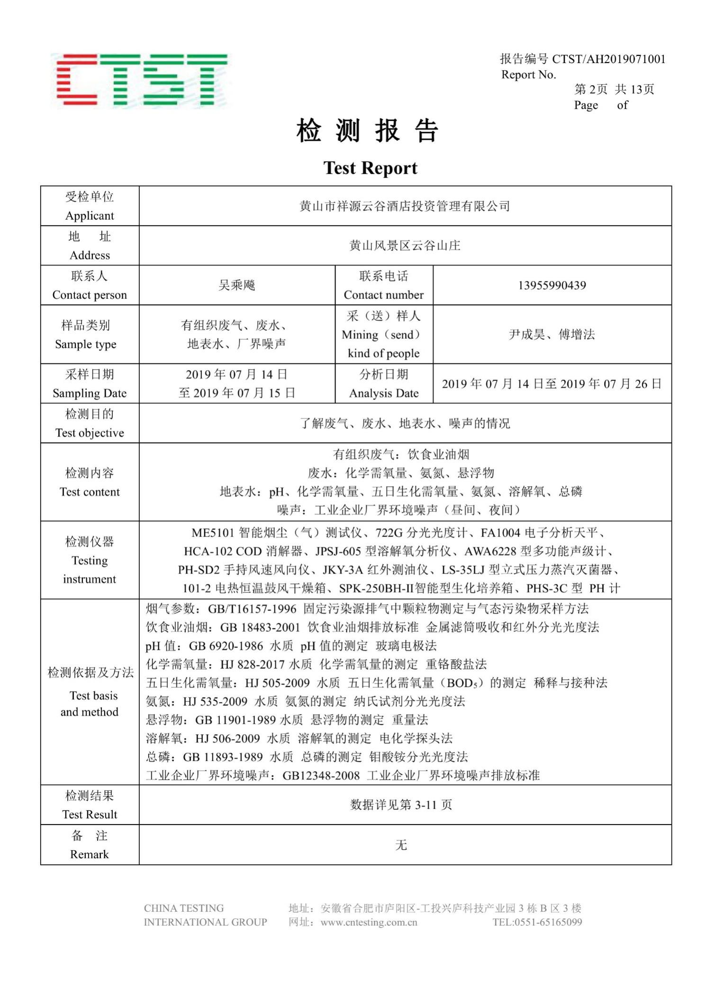 CTST
报告编号 CTST/AH2019071001
Report No.
第 2页 共 13页
Page of
检 测 报 告
Test Report
受检单位
Applicant
黄山市祥源云谷酒店投资管理有限公司
地 址
Address
黄山风景区云谷山庄
联系人
Contact person
吴乘飚
联系电话
Contact number
13955990439
样品类别
Sample type
有组织废气、废水、
地表水、厂界噪声
采（送）样人
Mining（send）
kind of people
尹成昊、傅增法
采样日期
Sampling Date
2019 年 07 月 14 日
至 2019 年 07 月 15 日
分析日期
Analysis Date
2019 年 07 月 14 日至 2019 年 07 月 26 日
检测目的
Test objective
了解废气、废水、地表水、噪声的情况
检测内容
Test content
有组织废气：饮食业油烟
废水：化学需氧量、氨氮、悬浮物
地表水：pH、化学需氧量、五日生化需氧量、氨氮、溶解氧、总磷
噪声：工业企业厂界环境噪声（昼间、夜间）
检测仪器
Testing
instrument
ME5101 智能烟尘（气）测试仪、722G 分光光度计、FA1004 电子分析天平、
HCA-102 COD 消解器、JPSJ-605 型溶解氧分析仪、AWA6228 型多功能声级计、
PH-SD2 手持风速风向仪、JKY-3A 红外测油仪、LS-35LJ 型立式压力蒸汽灭菌器、
101-2 电热恒温鼓风干燥箱、SPK-250BH-II智能型生化培养箱、PHS-3C 型 PH 计
检测依据及方法
Test basis
and method
烟气参数：GB/T16157-1996 固定污染源排气中颗粒物测定与气态污染物采样方法
饮食业油烟：GB 18483-2001 饮食业油烟排放标准 金属滤筒吸收和红外分光光度法
pH 值：GB 6920-1986 水质 pH 值的测定 玻璃电极法
化学需氧量：HJ 828-2017 水质 化学需氧量的测定 重铬酸盐法
五日生化需氧量：HJ 505-2009 水质 五日生化需氧量（BOD₅）的测定 稀释与接种法
氨氮：HJ 535-2009 水质 氨氮的测定 纳氏试剂分光光度法
悬浮物：GB 11901-1989 水质 悬浮物的测定 重量法
溶解氧：HJ 506-2009 水质 溶解氧的测定 电化学探头法
总磷：GB 11893-1989 水质 总磷的测定 钼酸铵分光光度法
工业企业厂界环境噪声：GB12348-2008 工业企业厂界环境噪声排放标准
检测结果
Test Result
数据详见第 3-11 页
备 注
Remark
无
CHINA TESTING
INTERNATIONAL GROUP
地址：安徽省合肥市庐阳区-工投兴庐科技产业园 3 栋 B 区 3 楼
网址：www.cntesting.com.cn TEL:0551-65165099